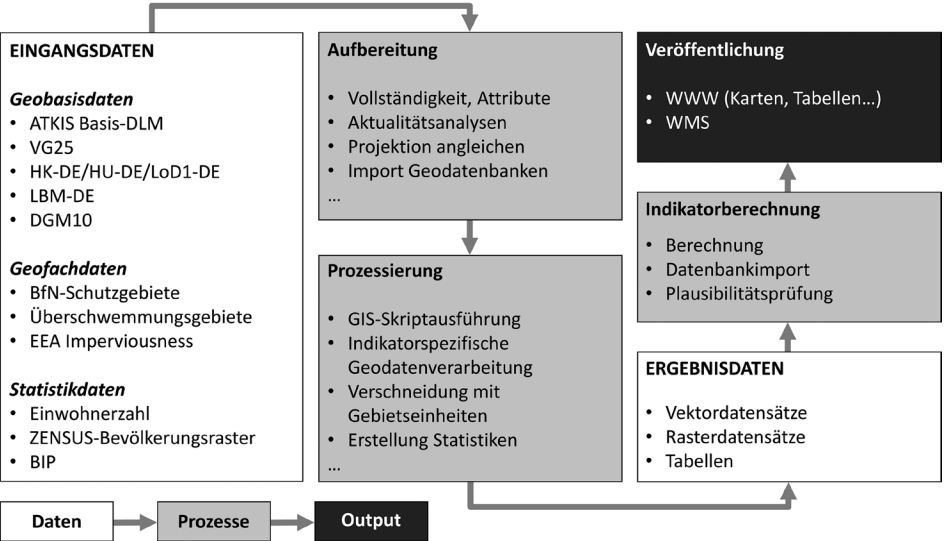 EINGANGSDATEN
Geobasisdaten
• ATKIS Basis-DLM
• VG25
• HK-DE/HU-DE/LoD1-DE
• LBM-DE
• DGM10
Geofachdaten
• BfN-Schutzgebiete
• Überschwemmungsgebiete
• EEA Imperviousness
Statistikdaten
• Einwohnerzahl
• ZENSUS-Bevölkerungsraster
• BIP
Aufbereitung
• Vollständigkeit, Attribute
• Aktualitätsanalysen
• Projektion angleichen
• Import Geodatenbanken
...
Prozessierung
• GIS-Skriptausführung
• Indikatorspezifische
Geodatenverarbeitung
• Verschneidung mit
Gebietseinheiten
• Erstellung Statistiken
...
Veröffentlichung
• WWW (Karten, Tabellen...)
• WMS
Indikatorberechnung
• Berechnung
• Datenbankimport
• Plausibilitätsprüfung
ERGEBNISDATEN
• Vektordatensätze
• Rasterdatensätze
• Tabellen
Daten
Prozesse
Output